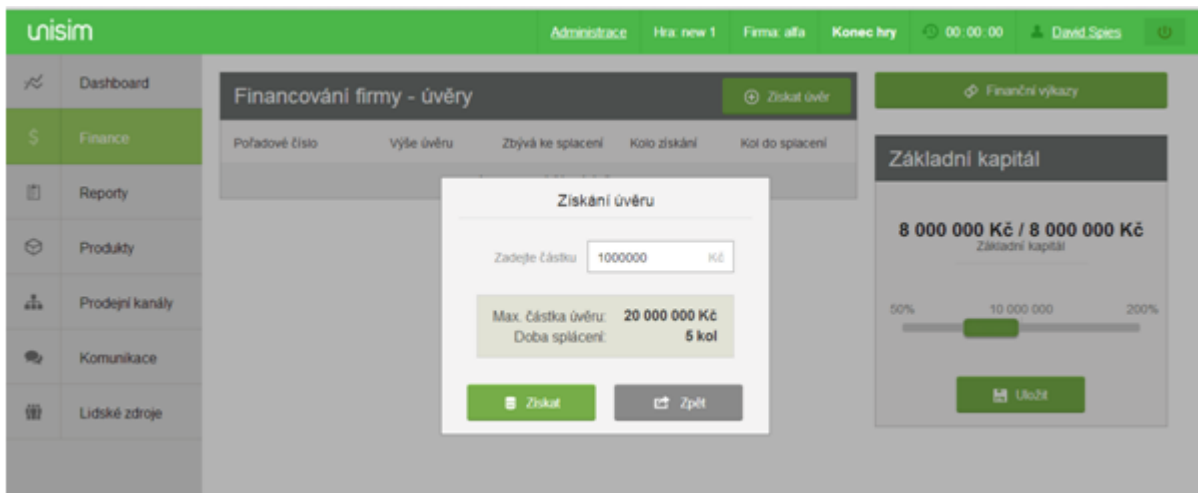 unisim
Administrace Hra: new 1 Firma: alfa Konec hry 00:00:00 David Spies
Dashboard
Finance
Reporty
Produkty
Prodejní kanály
Komunikace
Lidské zdroje
Financování firmy - úvěry
Získat úvěr
Pořadové číslo Výše úvěru Zbývá ke splacení Kolo získání Kol do splacení
Získání úvěru
Zadejte částku 1000000 Kč
Max. částka úvěru: 20 000 000 Kč
Doba splácení: 5 kol
Získat Zpět
Finanční výkazy
Základní kapitál
8 000 000 Kč / 8 000 000 Kč
Základní kapitál
50% 10 000 000 200%
Uložit